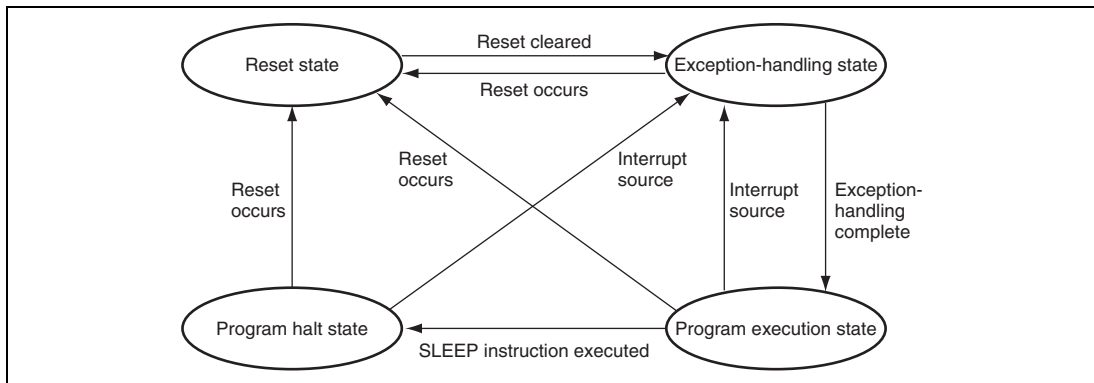 Reset state
Reset cleared
Exception-handling state
Reset occurs
Reset
occurs
Reset
occurs
Interrupt
source
Interrupt
source
Exception-
handling
complete
Program halt state
Program execution state
SLEEP instruction executed